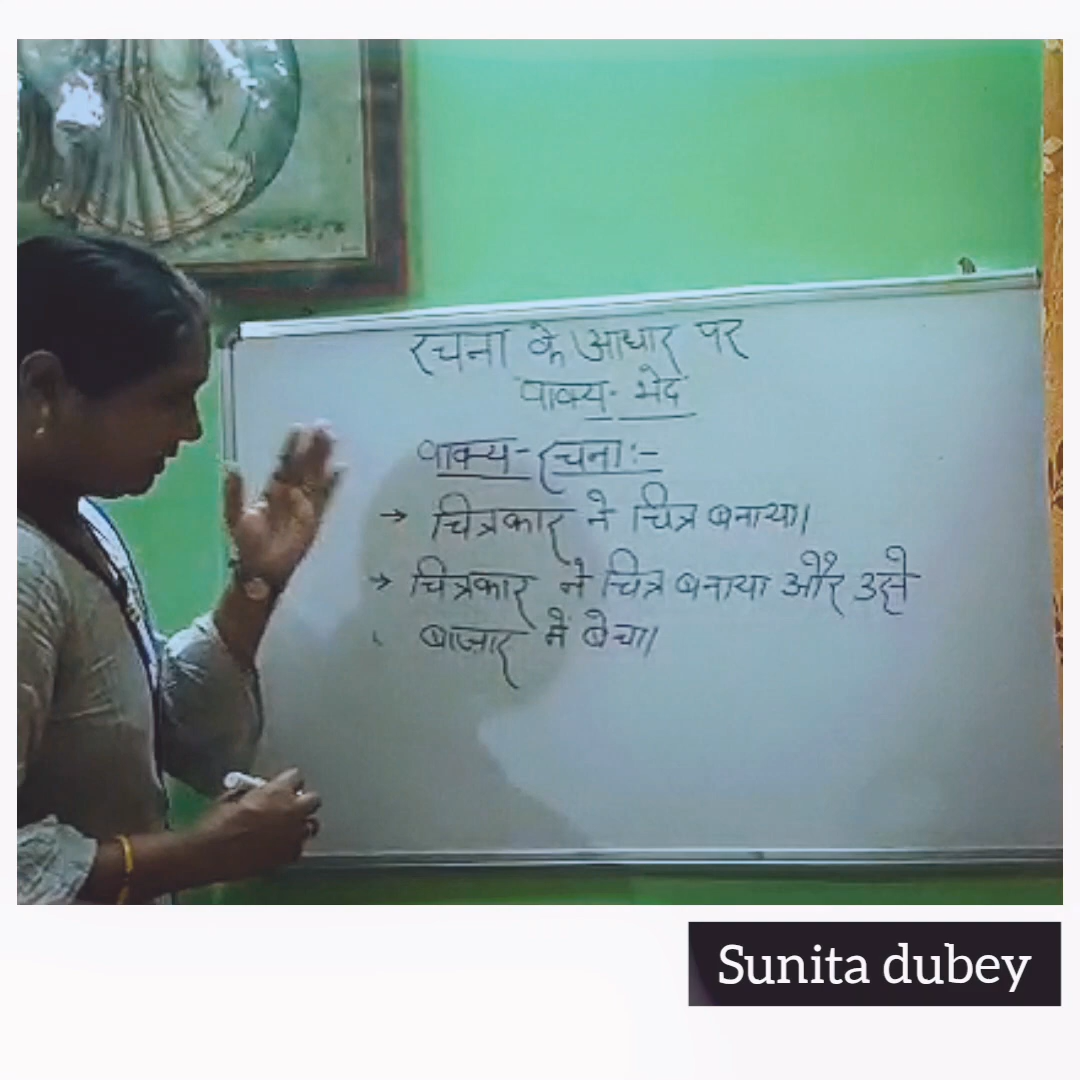 रचना के आधार पर
वाक्य-भेद
वाक्य-रचना:-
→ चित्रकार ने चित्र बनाया।
→ चित्रकार ने चित्र बनाया और उसे
बाजार में बेचा।
Sunita dubey